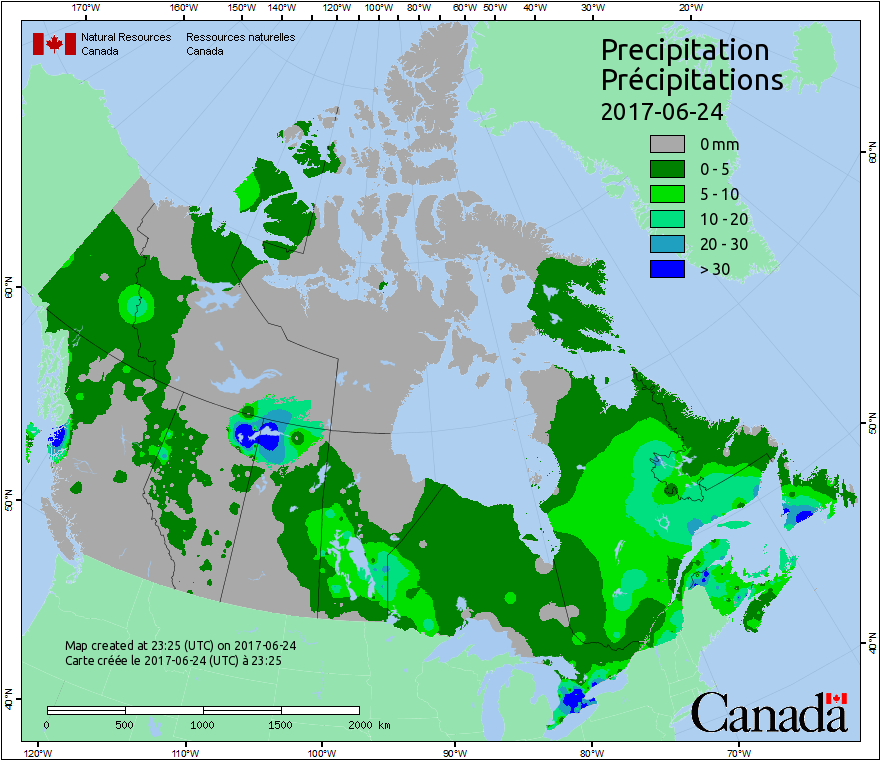 170°W 160°W 150°W 140°W 120°W 100°W 80°W 60°W 50°W 40°W 30°W 20°W
Natural Resources Ressources naturelles
Canada Canada
Precipitation
Précipitations
2017-06-24
0 mm
0 - 5
5 - 10
10 - 20
20 - 30
> 30
60°N
60°N
50°N
50°N
40°N
40°N
Map created at 23:25 (UTC) on 2017-06-24
Carte créée le 2017-06-24 (UTC) à 23:25
0 500 1000 1500 2000 km
Canada
120°W 110°W 100°W 90°W 80°W 70°W